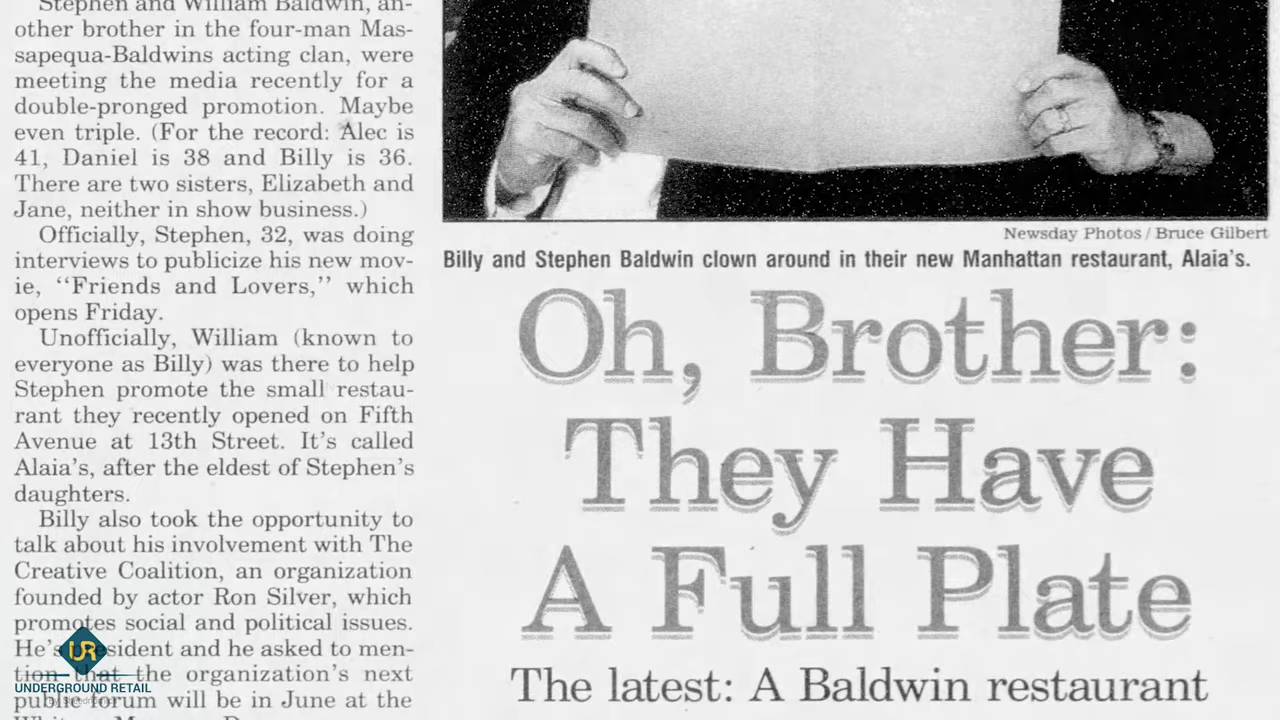 Stephen and William Baldwin, an-
other brother in the four-man Mas-
sapequa-Baldwins acting clan, were
meeting the media recently for a
double-pronged promotion. Maybe
even triple. (For the record: Alec is
41, Daniel is 38 and Billy is 36.
There are two sisters, Elizabeth and
Jane, neither in show business.)
Officially, Stephen, 32, was doing
interviews to publicize his new mov-
ie, “Friends and Lovers,” which
opens Friday.
Unofficially, William (known to
everyone as Billy) was there to help
Stephen promote the small restau-
rant they recently opened on Fifth
Avenue at 13th Street. It’s called
Alaia’s, after the eldest of Stephen’s
daughters.
Billy also took the opportunity to
talk about his involvement with The
Creative Coalition, an organization
founded by actor Ron Silver, which
promotes social and political issues.
He’s sident and he asked to men-
tion that the organization’s next
public forum will be in June at the
Newsday Photos / Bruce Gilbert
Billy and Stephen Baldwin clown around in their new Manhattan restaurant, Alaia’s.
Oh, Brother:
They Have
A Full Plate
The latest: A Baldwin restaurant
UR
UNDERGROUND RETAIL